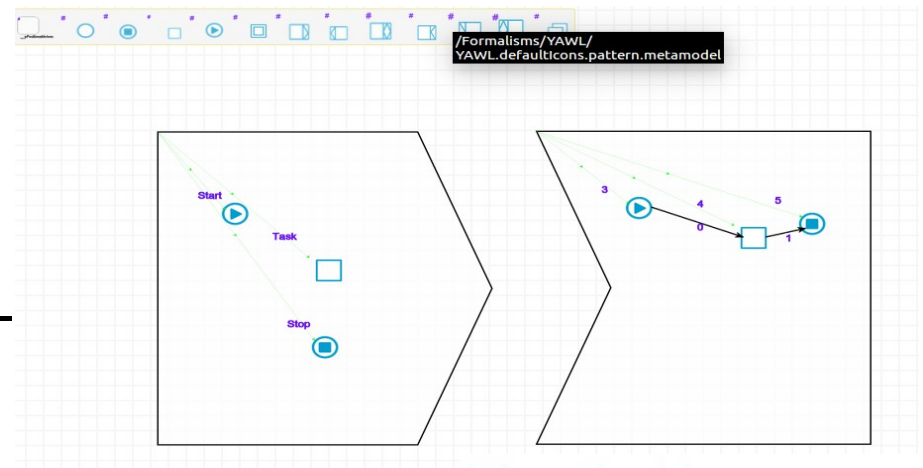 # # # # # # # # # # # #
/Formalisms/YAWL/
YAWL.defaultIcons.pattern.metamodel
Start
Task
Stop
3
4
5
0
1